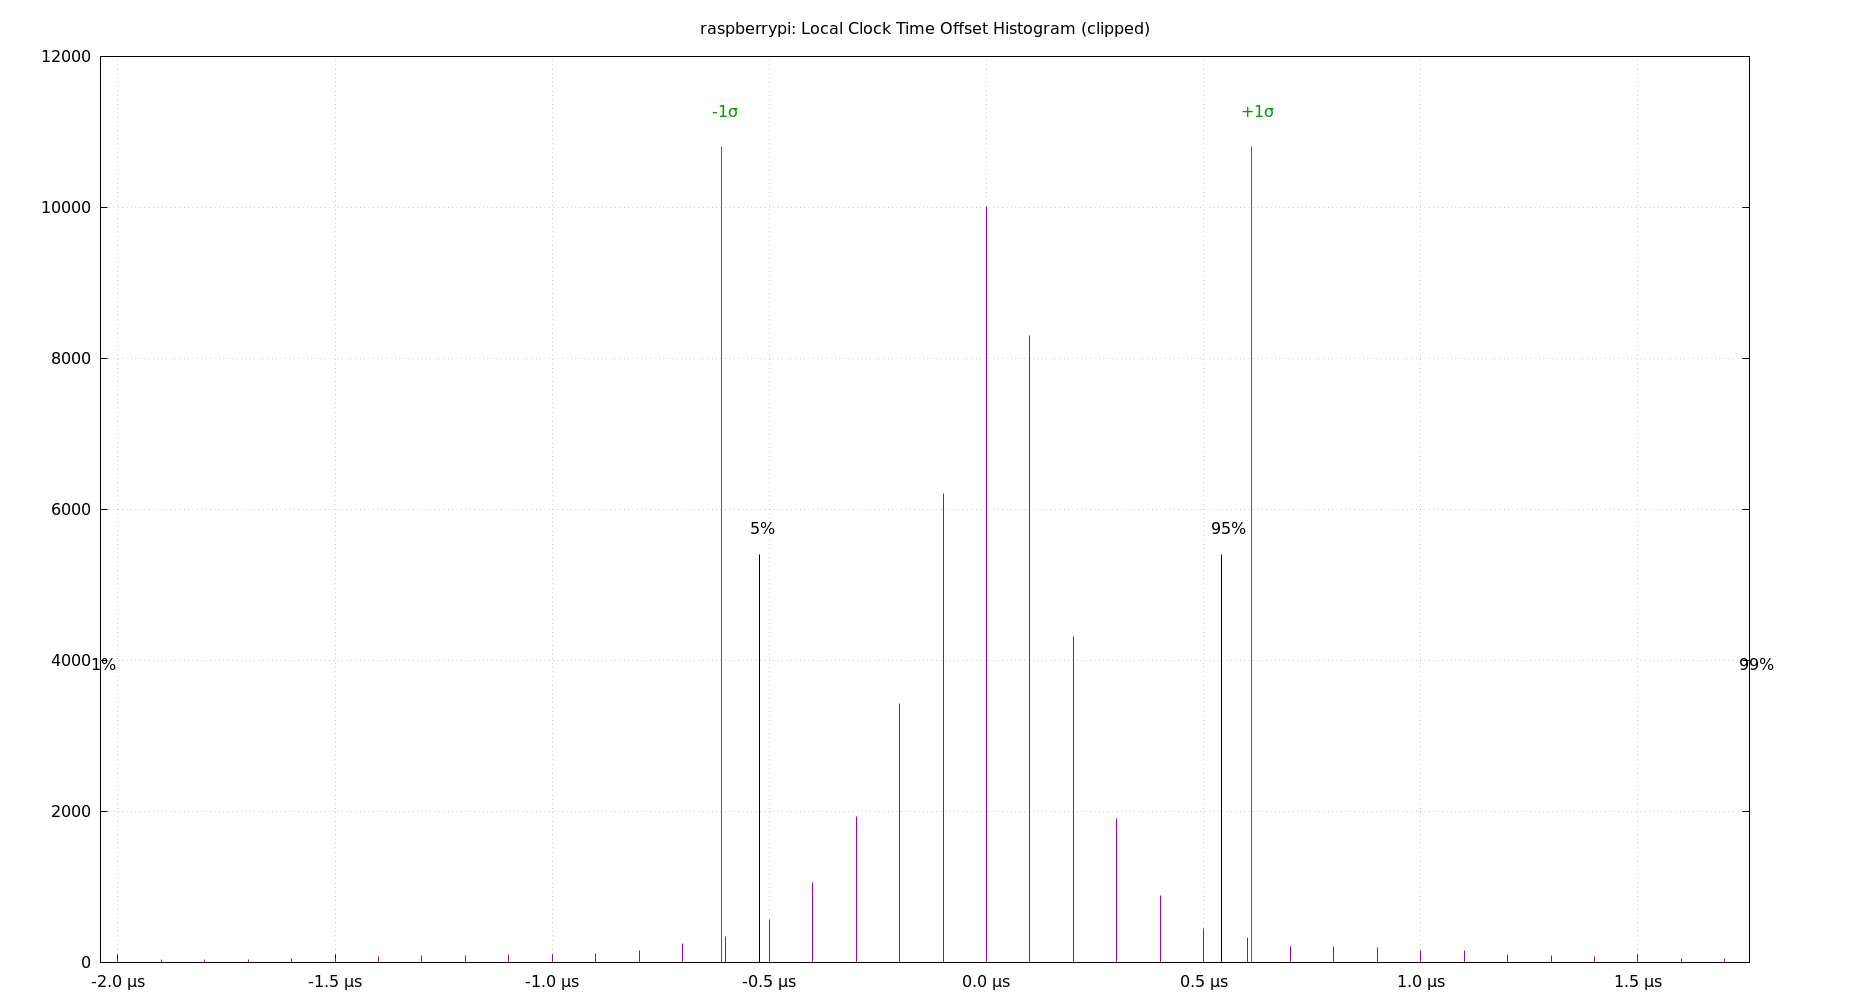 raspberrypi: Local Clock Time Offset Histogram (clipped)
12000
-1σ
+1σ
10000
8000
6000
5%
95%
4000
1%
99%
2000
0
-2.0 μs
-1.5 μs
-1.0 μs
-0.5 μs
0.0 μs
0.5 μs
1.0 μs
1.5 μs